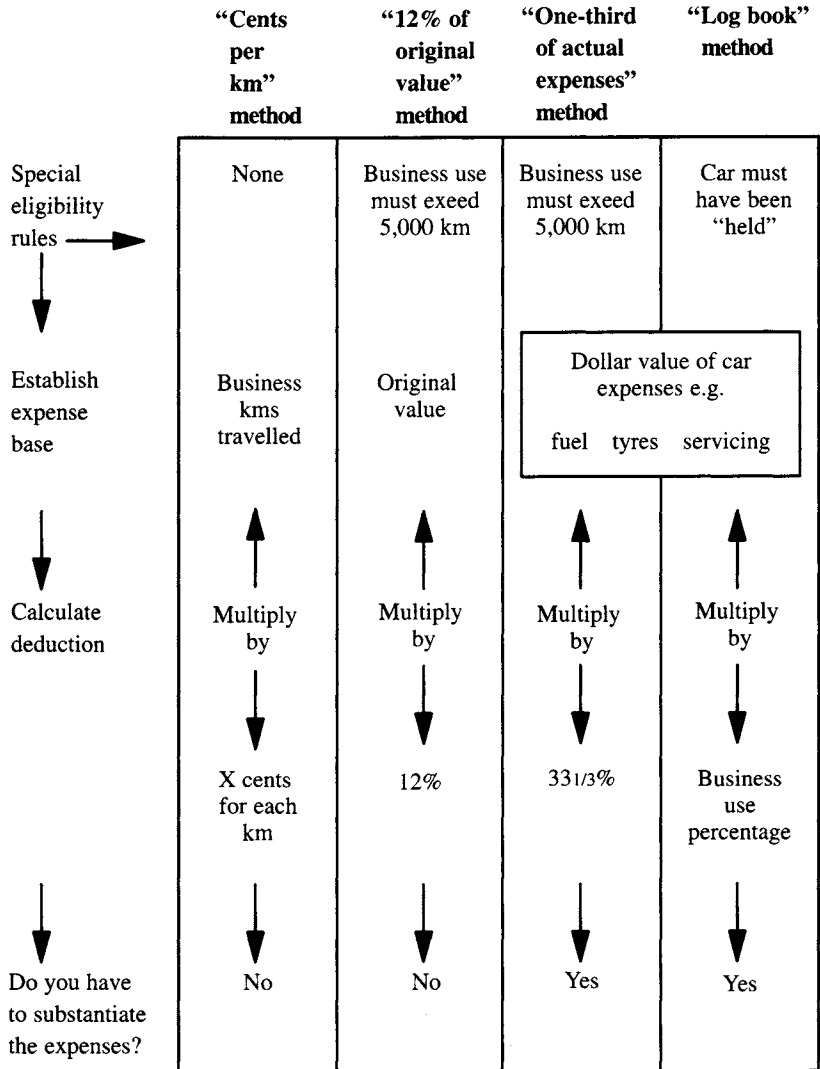 “Cents “12% of “One-third “Log book”
per original of actual method
km” value” expenses”
method method method
Special None Business use Business use Car must
eligibility must exeed must exeed have been
rules 5,000 km 5,000 km “held”
Dollar value of car
Establish Business Original expenses e.g.
expense kms value
base travelled fuel tyres servicing
Calculate Multiply Multiply Multiply Multiply
deduction by by by by
X cents 12% 331/3% Business
for each use
km percentage
Do you have No No Yes Yes
to substantiate
the expenses?